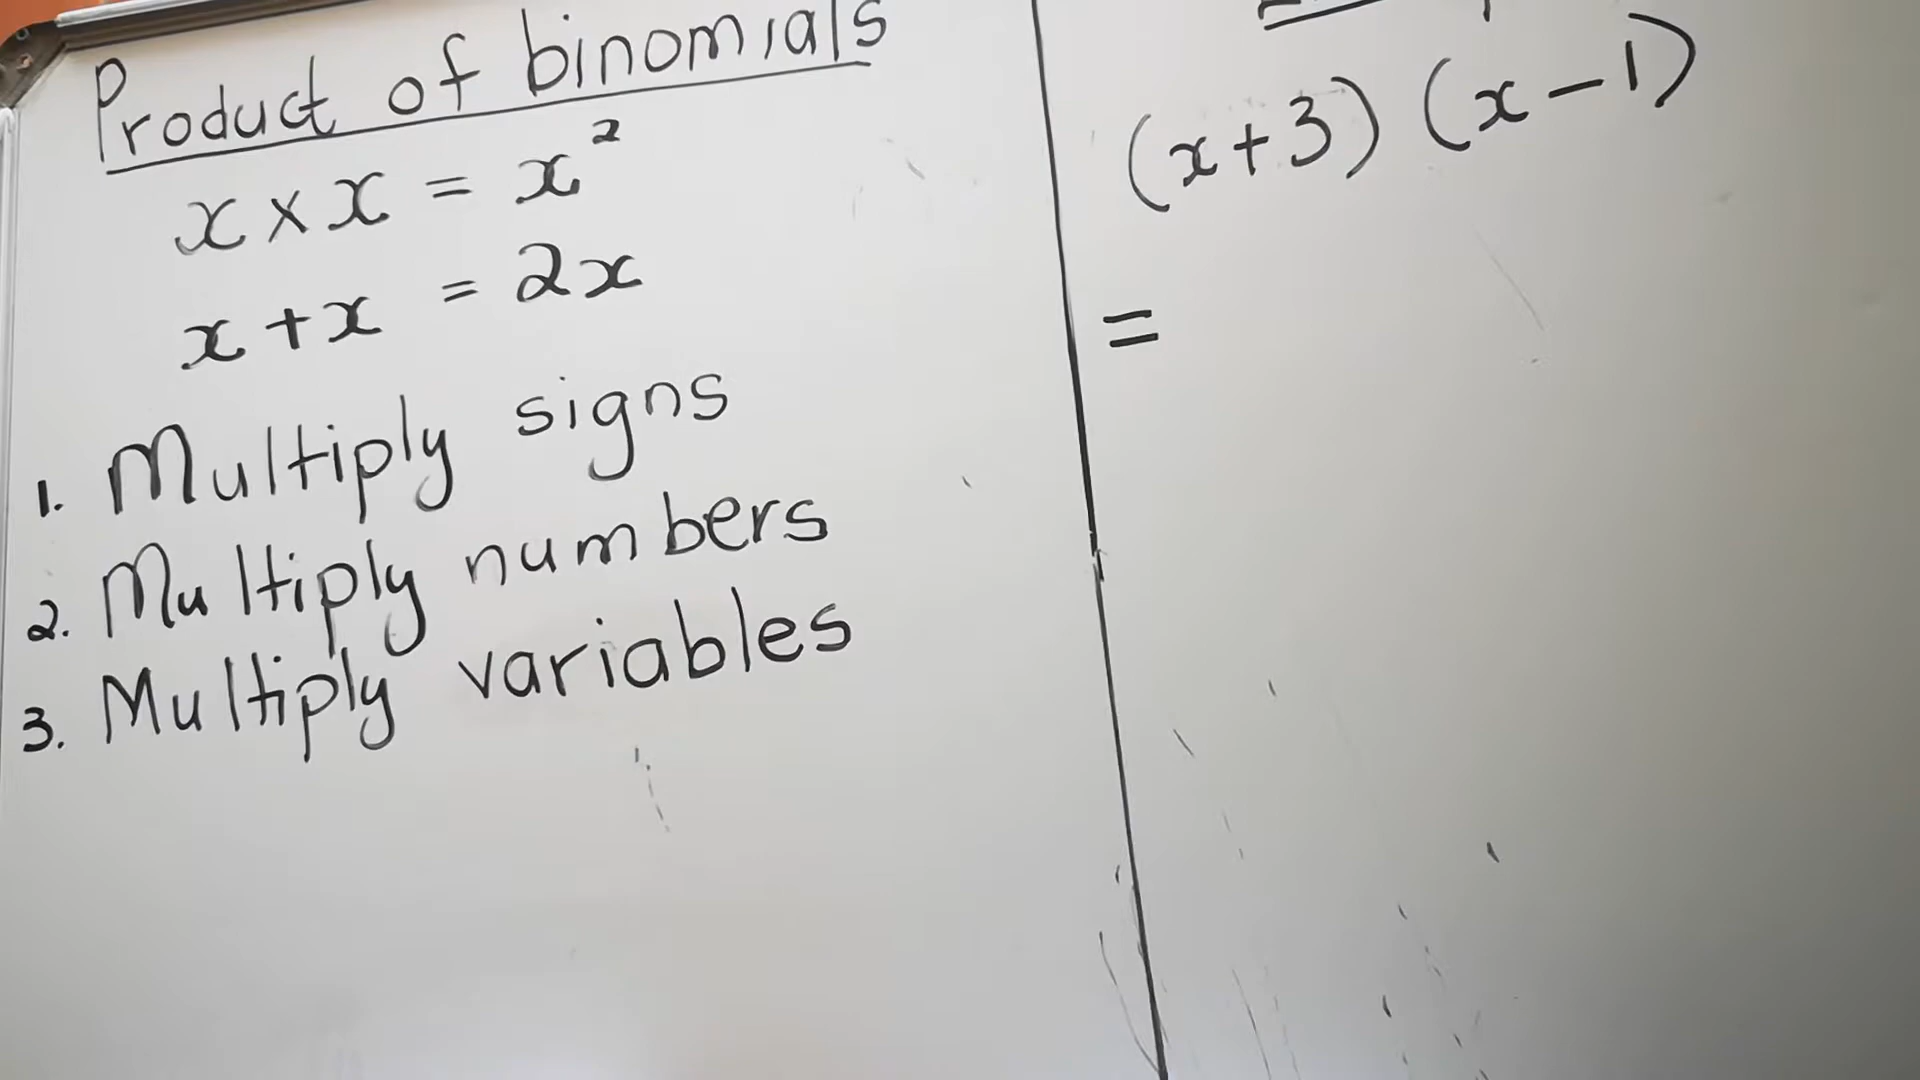 Product of binomials
x × x = x²
x + x = 2x
1. Multiply signs
2. Multiply numbers
3. Multiply variables
(x+3) (x-1)
=